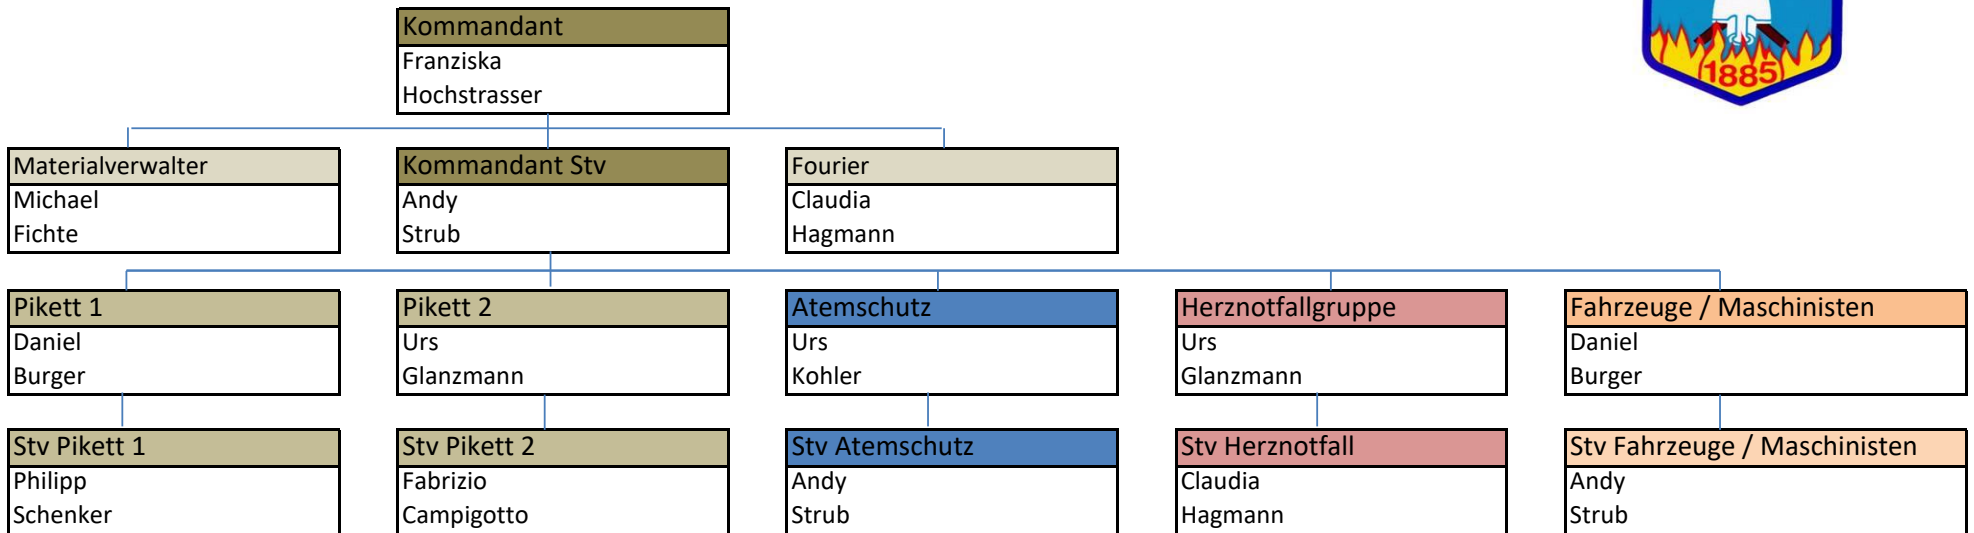 Kommandant
Franziska
Hochstrasser
1885
Materialverwalter
Michael
Fichte
Kommandant Stv
Andy
Strub
Fourier
Claudia
Hagmann
Pikett 1
Daniel
Burger
Pikett 2
Urs
Glanzmann
Atemschutz
Urs
Kohler
Herznotfallgruppe
Urs
Glanzmann
Fahrzeuge / Maschinisten
Daniel
Burger
Stv Pikett 1
Philipp
Schenker
Stv Pikett 2
Fabrizio
Campigotto
Stv Atemschutz
Andy
Strub
Stv Herznotfall
Claudia
Hagmann
Stv Fahrzeuge / Maschinisten
Andy
Strub